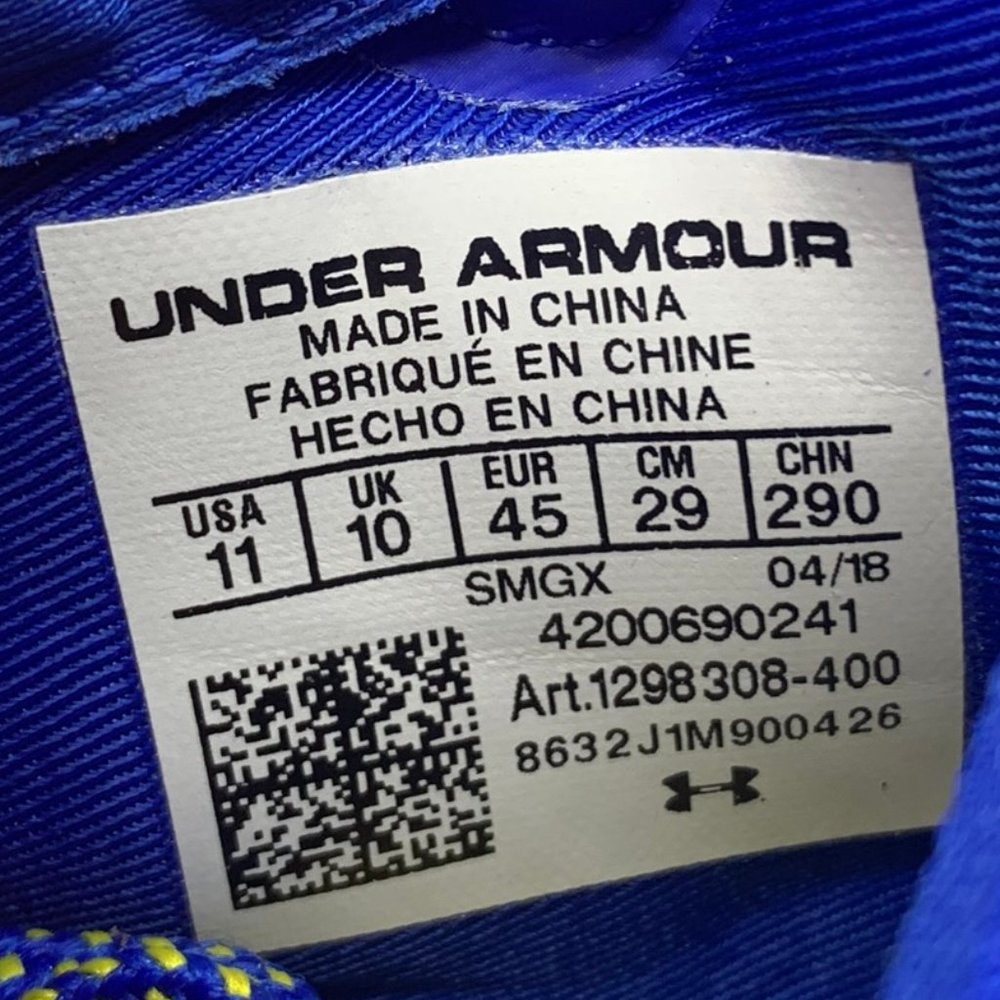 UNDER ARMOUR
MADE IN CHINA
FABRIQUÉ EN CHINE
HECHO EN CHINA
USA UK EUR CM CHN
11 10 45 29 290
SMGX 04/18
4200690241
Art.1298308-400
8632J1M900426